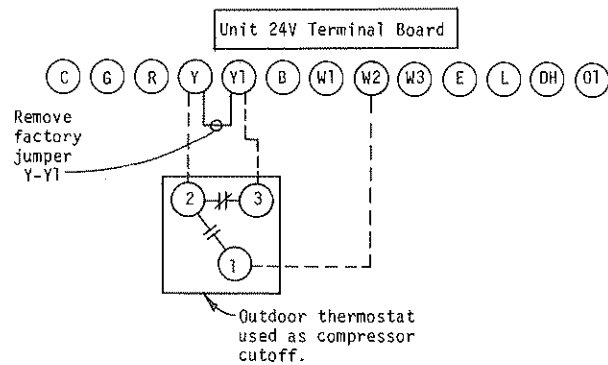 Unit 24V Terminal Board
C G R Y Y1 B W1 W2 W3 E L DH O1
Remove
factory
jumper
Y-Y1
2 3
1
Outdoor thermostat
used as compressor
cutoff.